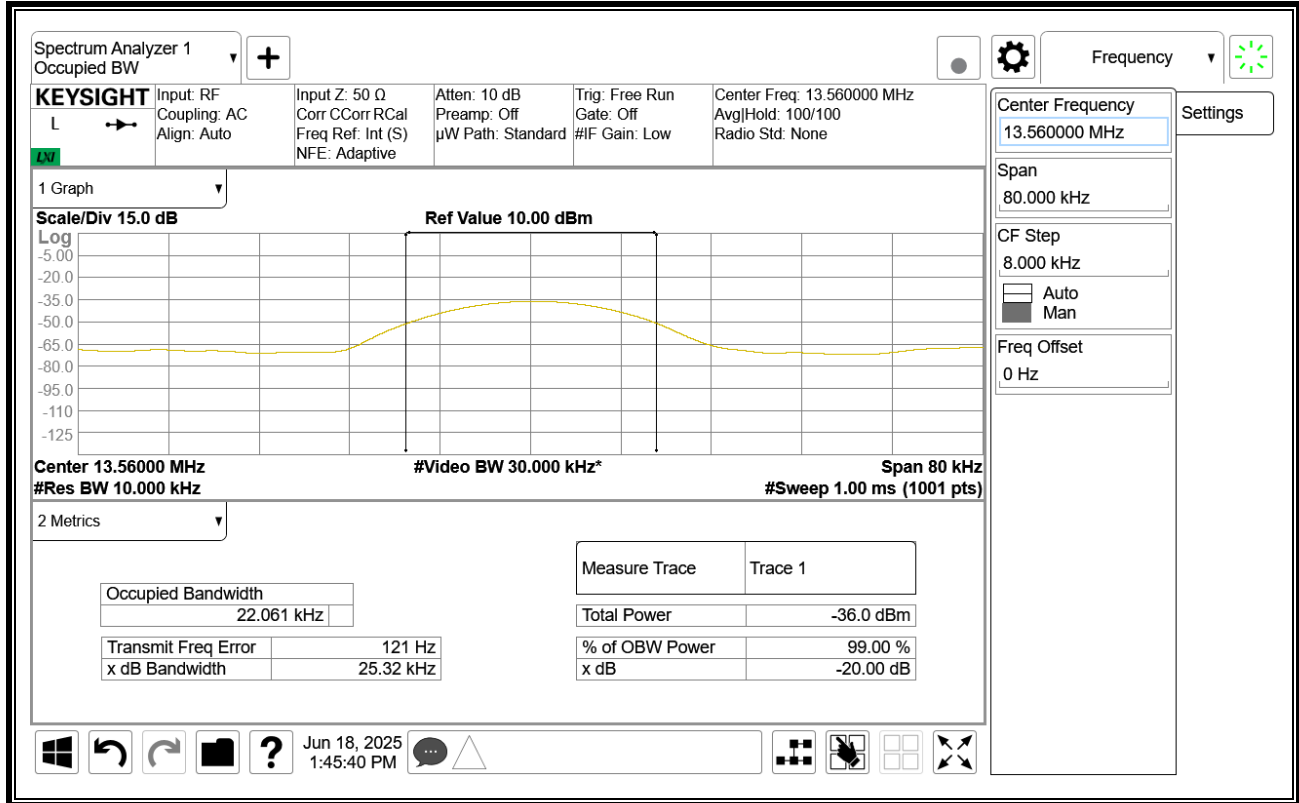 Spectrum Analyzer 1
Occupied BW
Frequency
KEYSIGHT
L
LXI
Input: RF
Coupling: AC
Align: Auto
Input Z: 50 Ω
Corr CCorr RCal
Freq Ref: Int (S)
NFE: Adaptive
Atten: 10 dB
Preamp: Off
µW Path: Standard
Trig: Free Run
Gate: Off
#IF Gain: Low
Center Freq: 13.560000 MHz
Avg|Hold: 100/100
Radio Std: None
Center Frequency
13.560000 MHz
Settings
Span
80.000 kHz
CF Step
8.000 kHz
Auto
Man
Freq Offset
0 Hz
1 Graph
Scale/Div 15.0 dB
Ref Value 10.00 dBm
Log
-5.00
-20.0
-35.0
-50.0
-65.0
-80.0
-95.0
-110
-125
Center 13.56000 MHz
#Video BW 30.000 kHz*
Span 80 kHz
#Res BW 10.000 kHz
#Sweep 1.00 ms (1001 pts)
2 Metrics
Measure Trace Trace 1
Occupied Bandwidth
22.061 kHz
Total Power -36.0 dBm
Transmit Freq Error 121 Hz
% of OBW Power 99.00 %
x dB Bandwidth 25.32 kHz
x dB -20.00 dB
?
Jun 18, 2025
1:45:40 PM